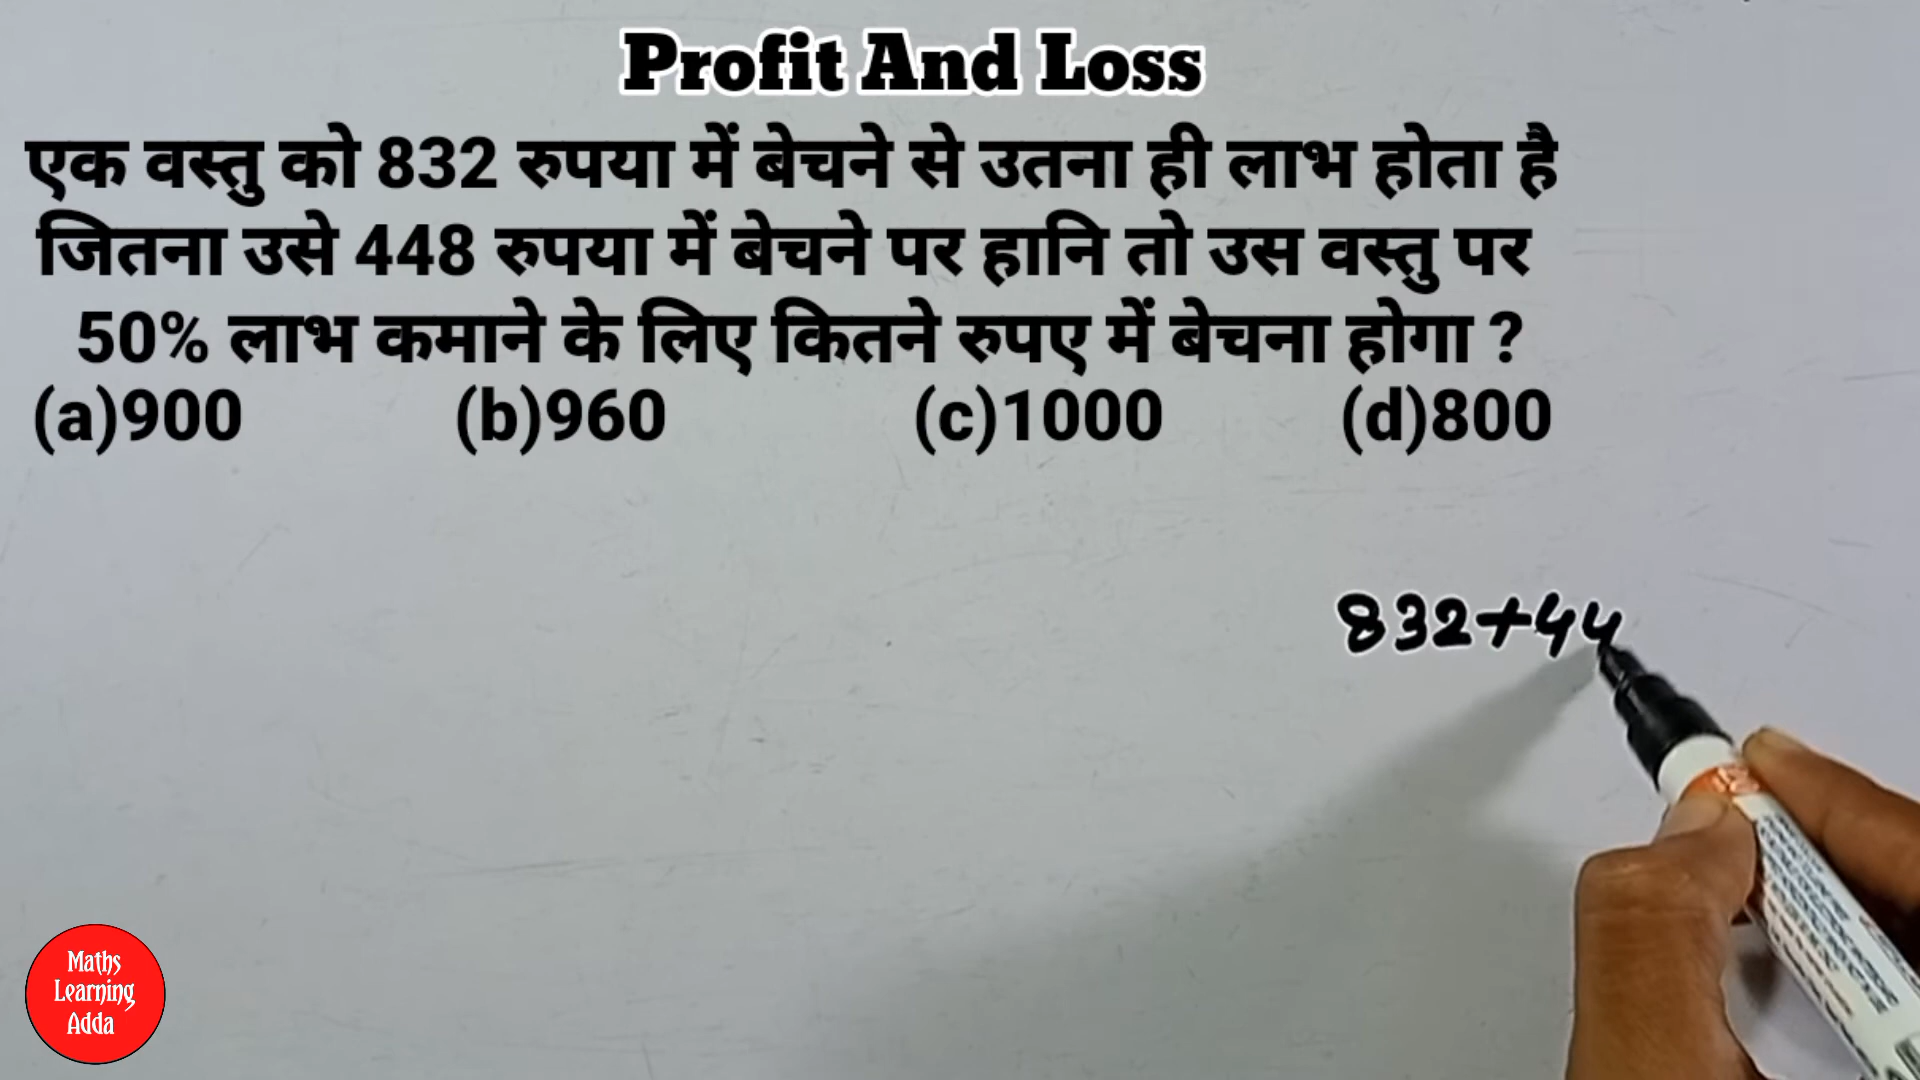 Profit And Loss
एक वस्तु को 832 रुपया में बेचने से उतना ही लाभ होता है
जितना उसे 448 रुपया में बेचने पर हानि तो उस वस्तु पर
50% लाभ कमाने के लिए कितने रुपए में बेचना होगा ?
(a)900 (b)960 (c)1000 (d)800
832+44
Maths
Learning
Adda